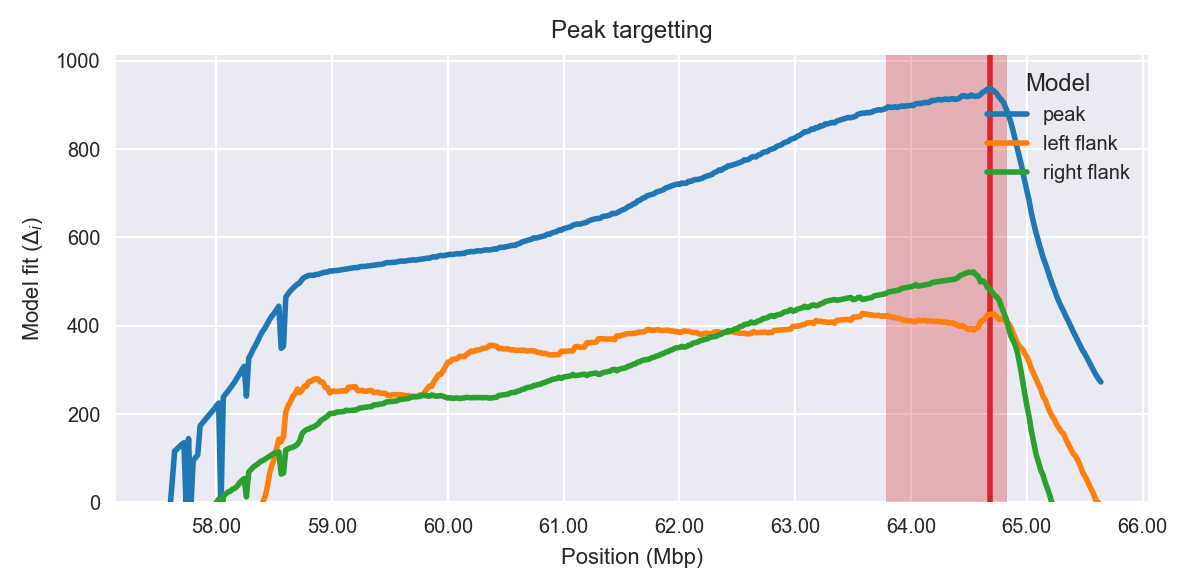 Peak targetting
1000
800
600
400
200
0
Model fit (Δi)
Model
peak
left flank
right flank
58.00 59.00 60.00 61.00 62.00 63.00 64.00 65.00 66.00
Position (Mbp)